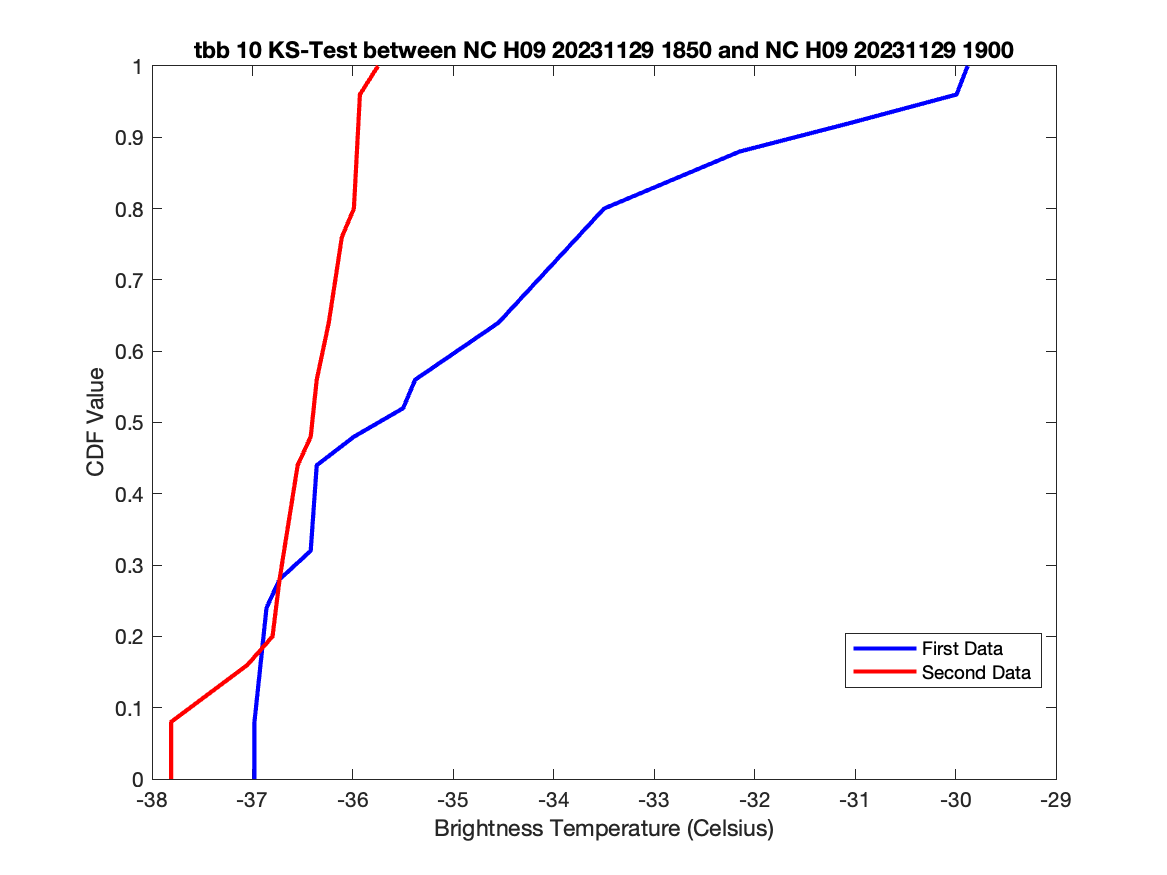 tbb 10 KS-Test between NC H09 20231129 1850 and NC H09 20231129 1900
1
0.9
0.8
0.7
0.6
0.5
0.4
0.3
0.2
0.1
0
CDF Value
First Data
Second Data
-38 -37 -36 -35 -34 -33 -32 -31 -30 -29
Brightness Temperature (Celsius)